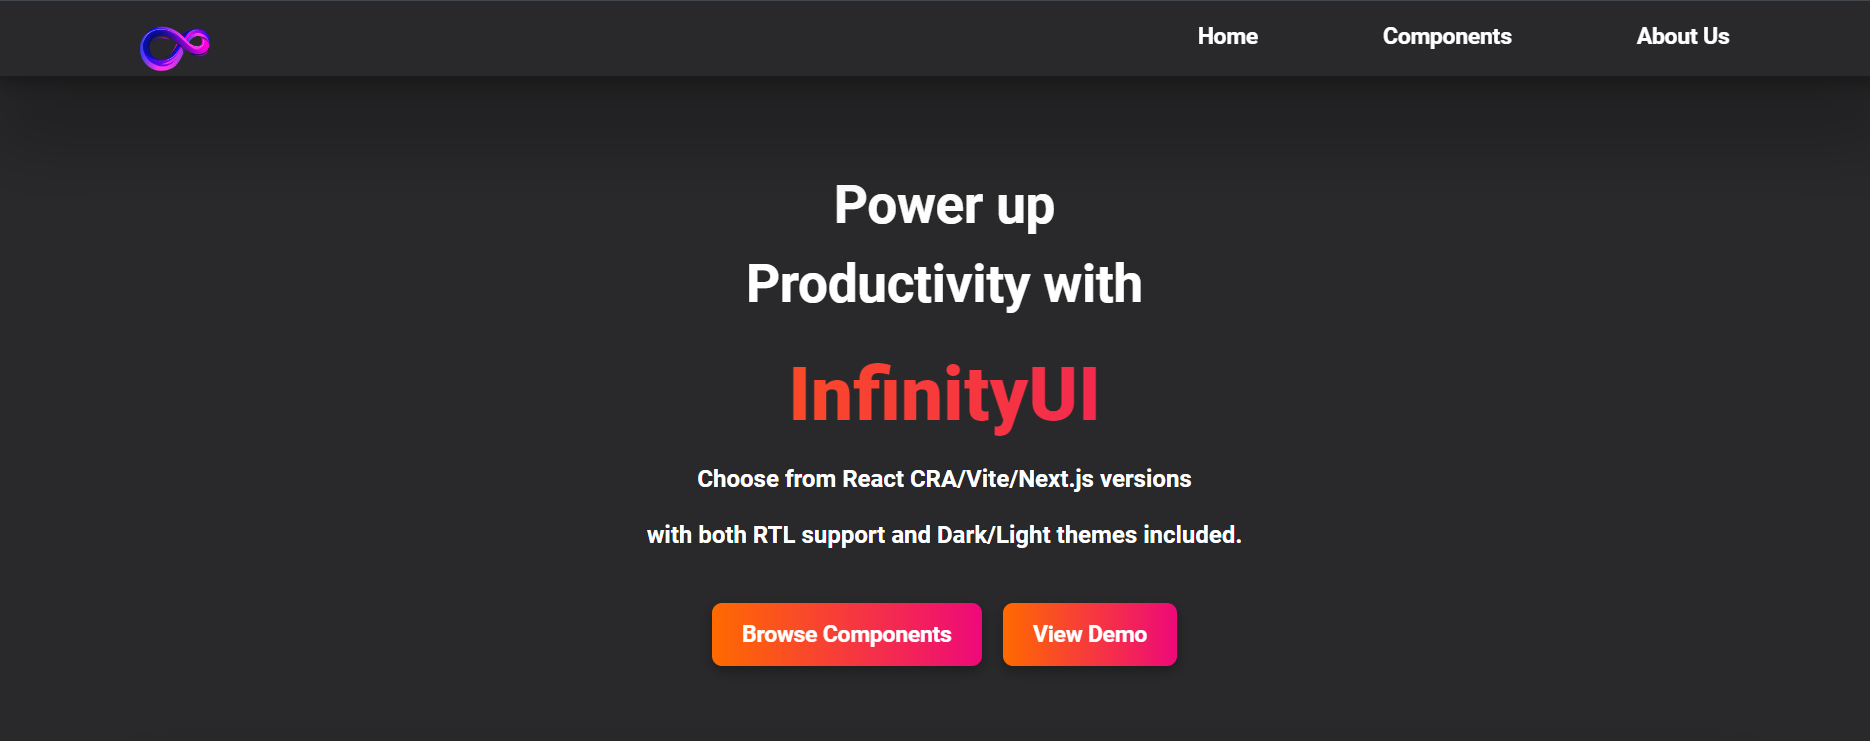 Home Components About Us
Power up
Productivity with
InfinityUI
Choose from React CRA/Vite/Next.js versions
with both RTL support and Dark/Light themes included.
Browse Components View Demo